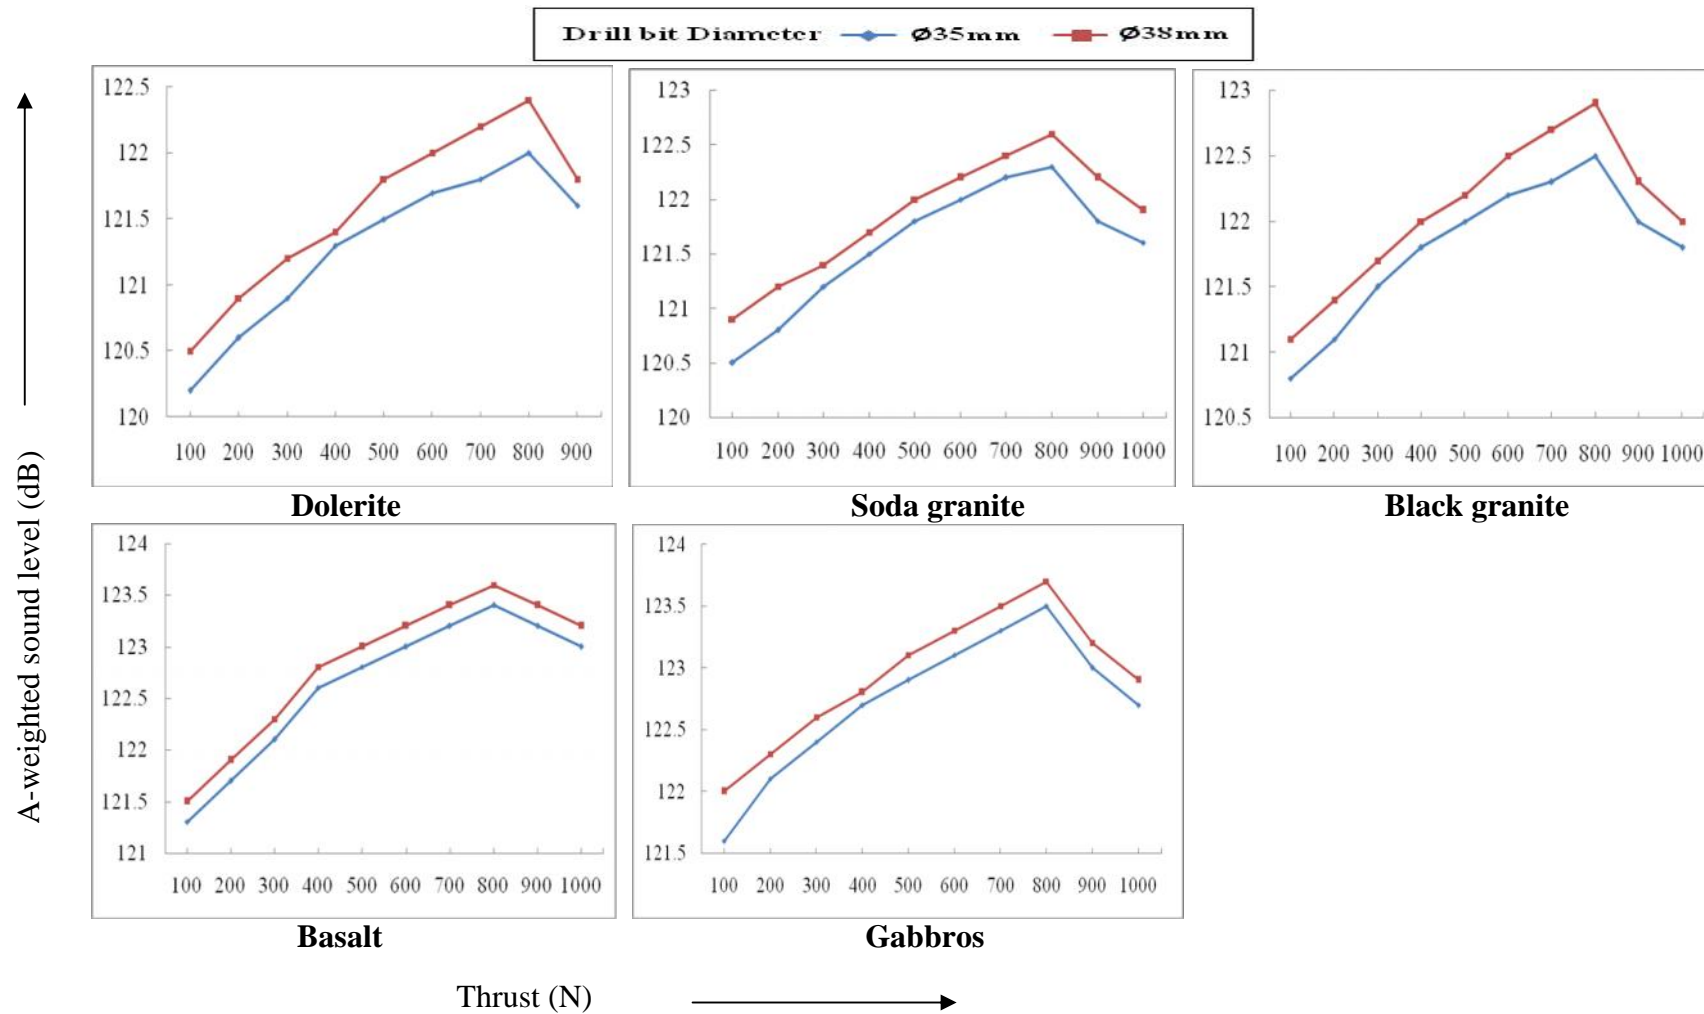 Drill bit Diameter Ø35mm Ø38mm
122.5
122
121.5
121
120.5
120
100 200 300 400 500 600 700 800 900
Dolerite
123
122.5
122
121.5
121
120.5
120
100 200 300 400 500 600 700 800 900 1000
Soda granite
123
122.5
122
121.5
121
120.5
100 200 300 400 500 600 700 800 900 1000
Black granite
124
123.5
123
122.5
122
121.5
121
100 200 300 400 500 600 700 800 900 1000
Basalt
124
123.5
123
122.5
122
121.5
100 200 300 400 500 600 700 800 900 1000
Gabbros
A-weighted sound level (dB)
Thrust (N)